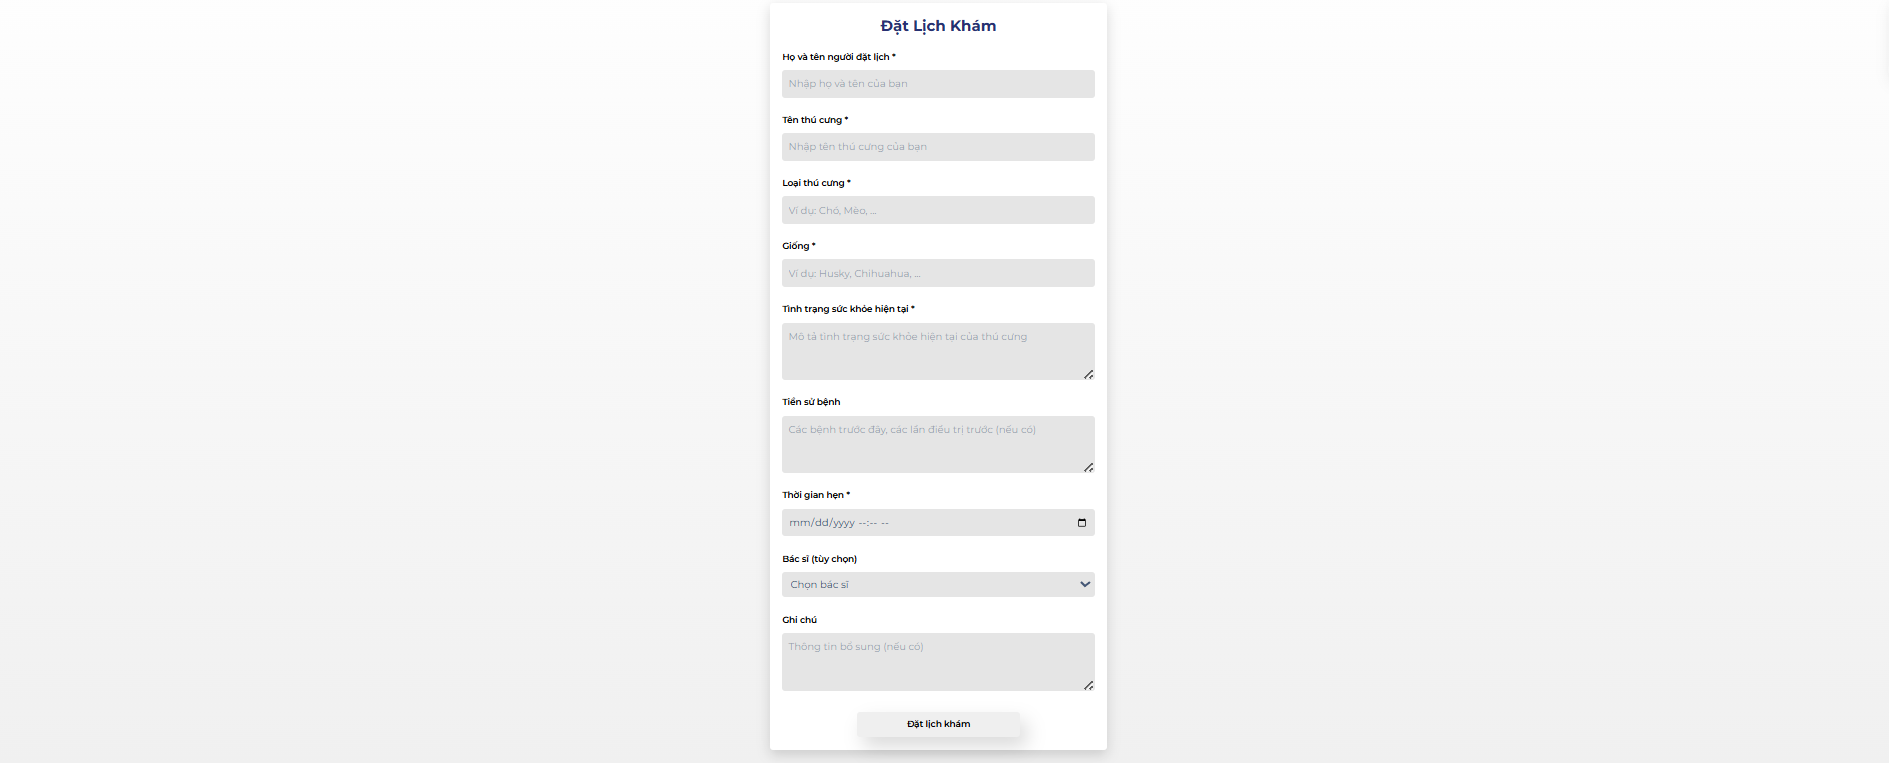 Đặt Lịch Khám
Họ và tên người đặt lịch *
Nhập họ và tên của bạn
Tên thú cưng *
Nhập tên thú cưng của bạn
Loại thú cưng *
Ví dụ: Chó, Mèo, ...
Giống *
Ví dụ: Husky, Chihuahua, ...
Tình trạng sức khỏe hiện tại *
Mô tả tình trạng sức khỏe hiện tại của thú cưng
Tiền sử bệnh
Các bệnh trước đây, các lần điều trị trước (nếu có)
Thời gian hẹn *
mm/dd/yyyy --:-- --
Bác sĩ (tùy chọn)
Chọn bác sĩ
Ghi chú
Thông tin bổ sung (nếu có)
Đặt lịch khám